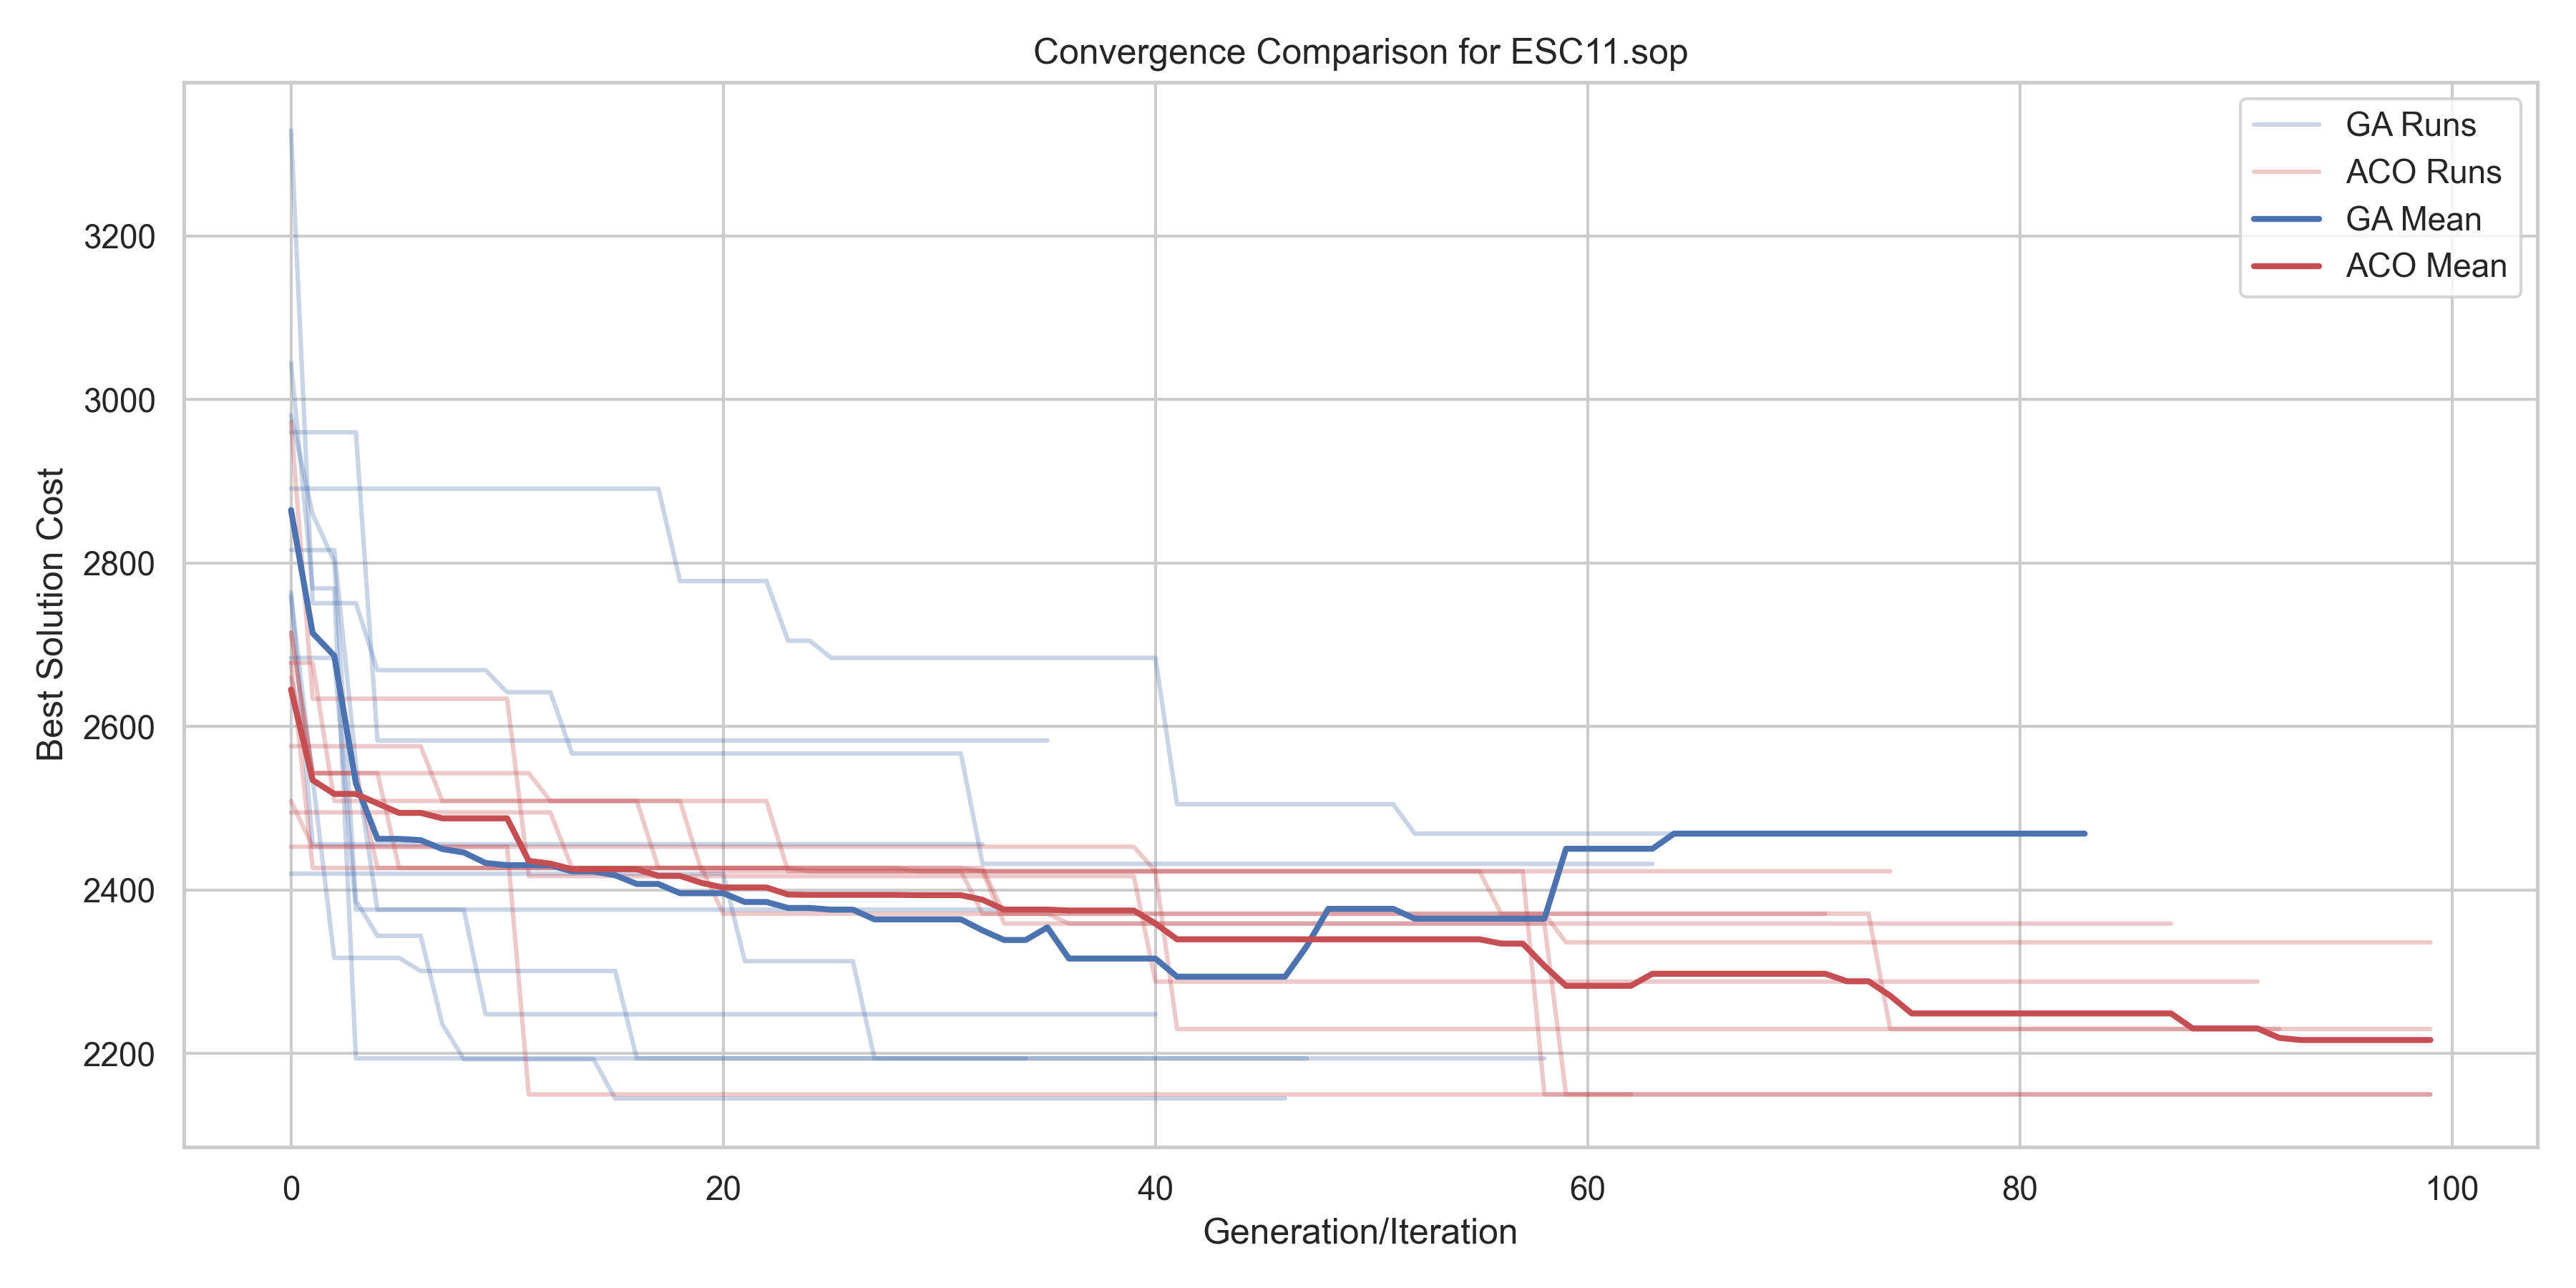 Convergence Comparison for ESC11.sop
GA Runs
ACO Runs
GA Mean
ACO Mean
3200
3000
2800
2600
2400
2200
Best Solution Cost
0 20 40 60 80 100
Generation/Iteration